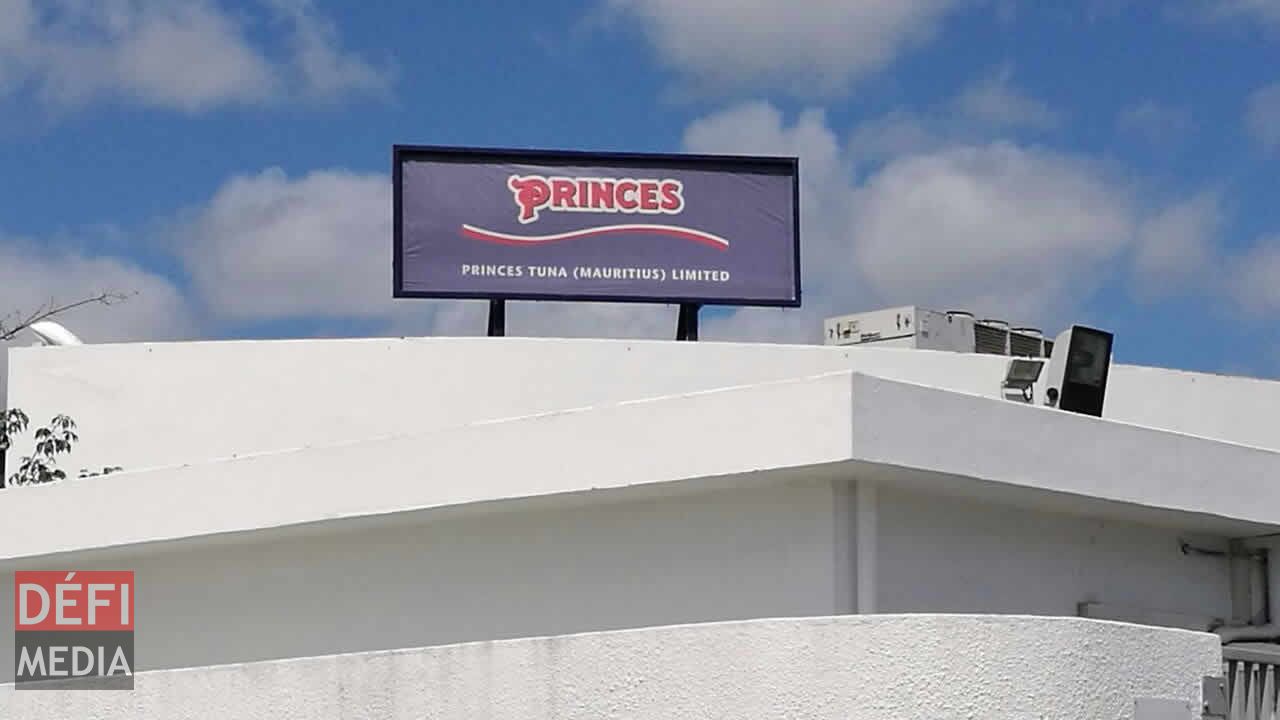 PRINCES
PRINCES TUNA (MAURITIUS) LIMITED
DÉFI
MEDIA